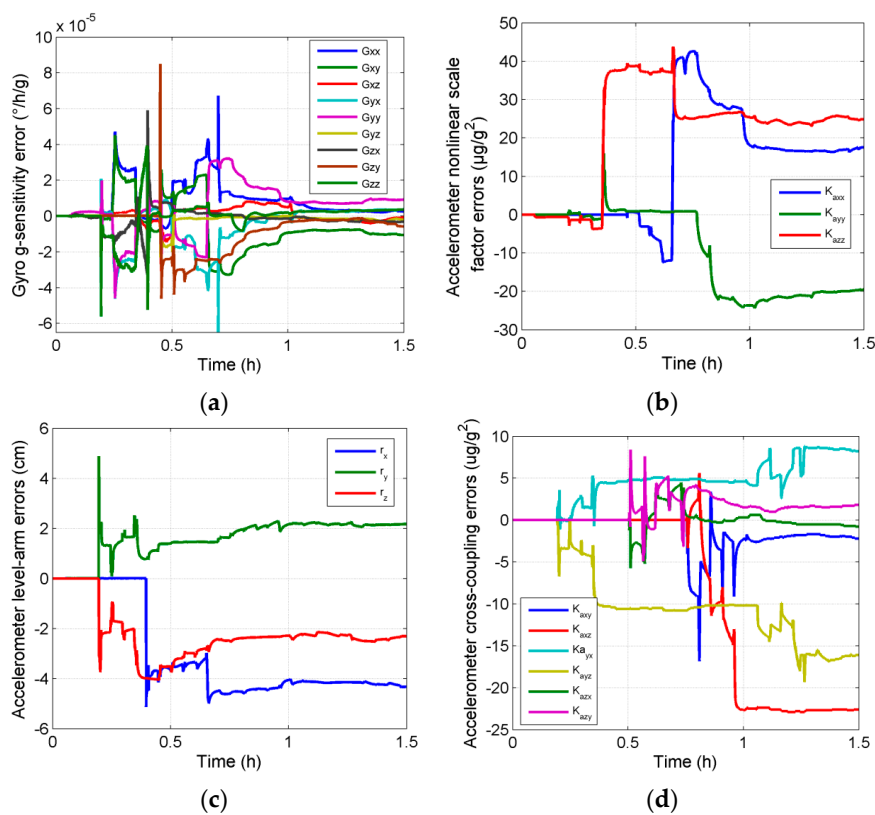 x 10⁻⁵
Gyro g-sensitivity error (°/h/g)
10
8
6
4
2
0
-2
-4
-6
Gxx
Gxy
Gxz
Gyx
Gyy
Gyz
Gzx
Gzy
Gzz
0
0.5
1
1.5
Time (h)
(a)
Accelerometer nonlinear scale
factor errors (µg/g²)
50
40
30
20
10
0
-10
-20
-30
Kaxx
Kayy
Kazz
0
0.5
1
1.5
Tine (h)
(b)
Accelerometer level-arm errors (cm)
6
4
2
0
-2
-4
-6
rx
ry
rz
0
0.5
1
1.5
Time (h)
(c)
Accelerometer cross-coupling errors (ug/g²)
10
5
0
-5
-10
-15
-20
-25
Kaxy
Kaxz
Kayx
Kayz
Kazx
Kazy
0
0.5
1
1.5
Time (h)
(d)